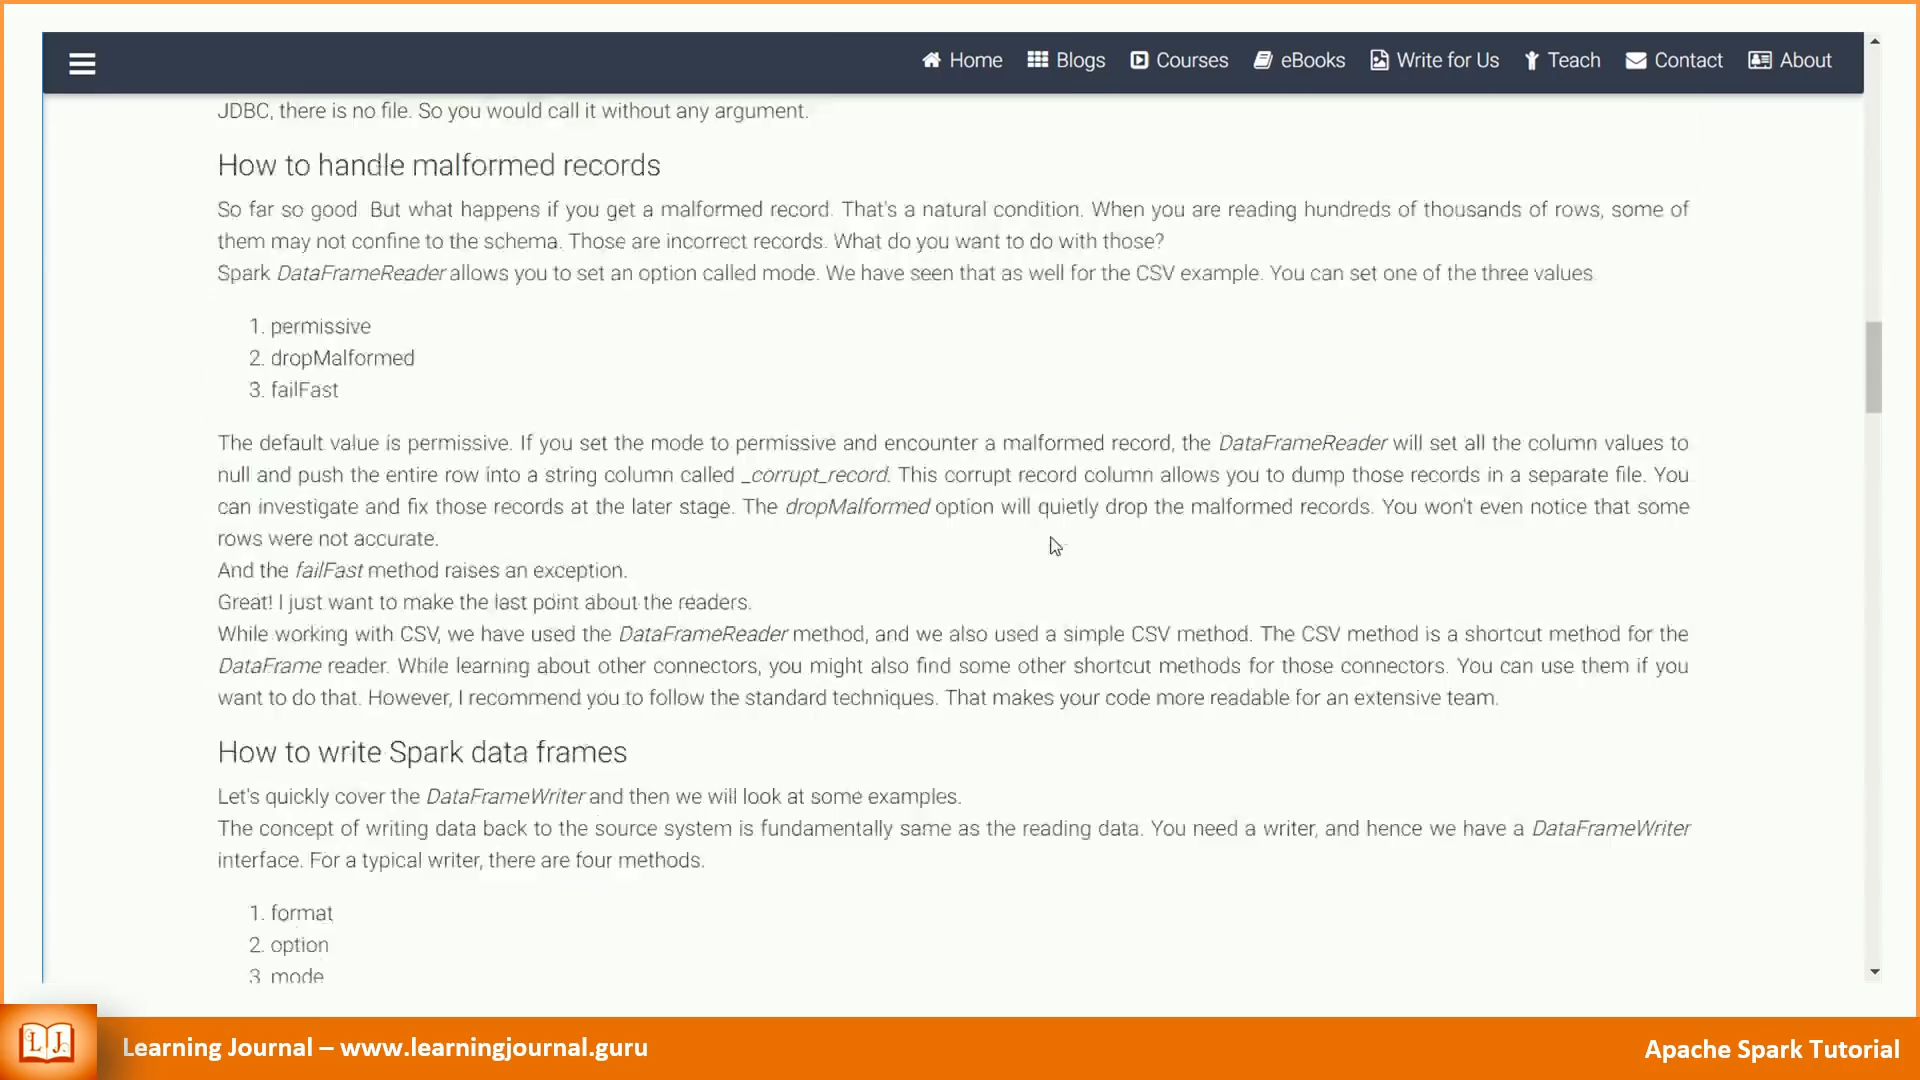 Home Blogs Courses eBooks Write for Us Teach Contact About
JDBC, there is no file. So you would call it without any argument.
How to handle malformed records
So far so good. But what happens if you get a malformed record. That's a natural condition. When you are reading hundreds of thousands of rows, some of
them may not confine to the schema. Those are incorrect records. What do you want to do with those?
Spark DataFrameReader allows you to set an option called mode. We have seen that as well for the CSV example. You can set one of the three values.
1. permissive
2. dropMalformed
3. failFast
The default value is permissive. If you set the mode to permissive and encounter a malformed record, the DataFrameReader will set all the column values to
null and push the entire row into a string column called _corrupt_record. This corrupt record column allows you to dump those records in a separate file. You
can investigate and fix those records at the later stage. The dropMalformed option will quietly drop the malformed records. You won't even notice that some
rows were not accurate.
And the failFast method raises an exception.
Great! I just want to make the last point about the readers.
While working with CSV, we have used the DataFrameReader method, and we also used a simple CSV method. The CSV method is a shortcut method for the
DataFrame reader. While learning about other connectors, you might also find some other shortcut methods for those connectors. You can use them if you
want to do that. However, I recommend you to follow the standard techniques. That makes your code more readable for an extensive team.
How to write Spark data frames
Let's quickly cover the DataFrameWriter and then we will look at some examples.
The concept of writing data back to the source system is fundamentally same as the reading data. You need a writer, and hence we have a DataFrameWriter
interface. For a typical writer, there are four methods.
1. format
2. option
3. mode
LJ
Learning Journal – www.learningjournal.guru
Apache Spark Tutorial